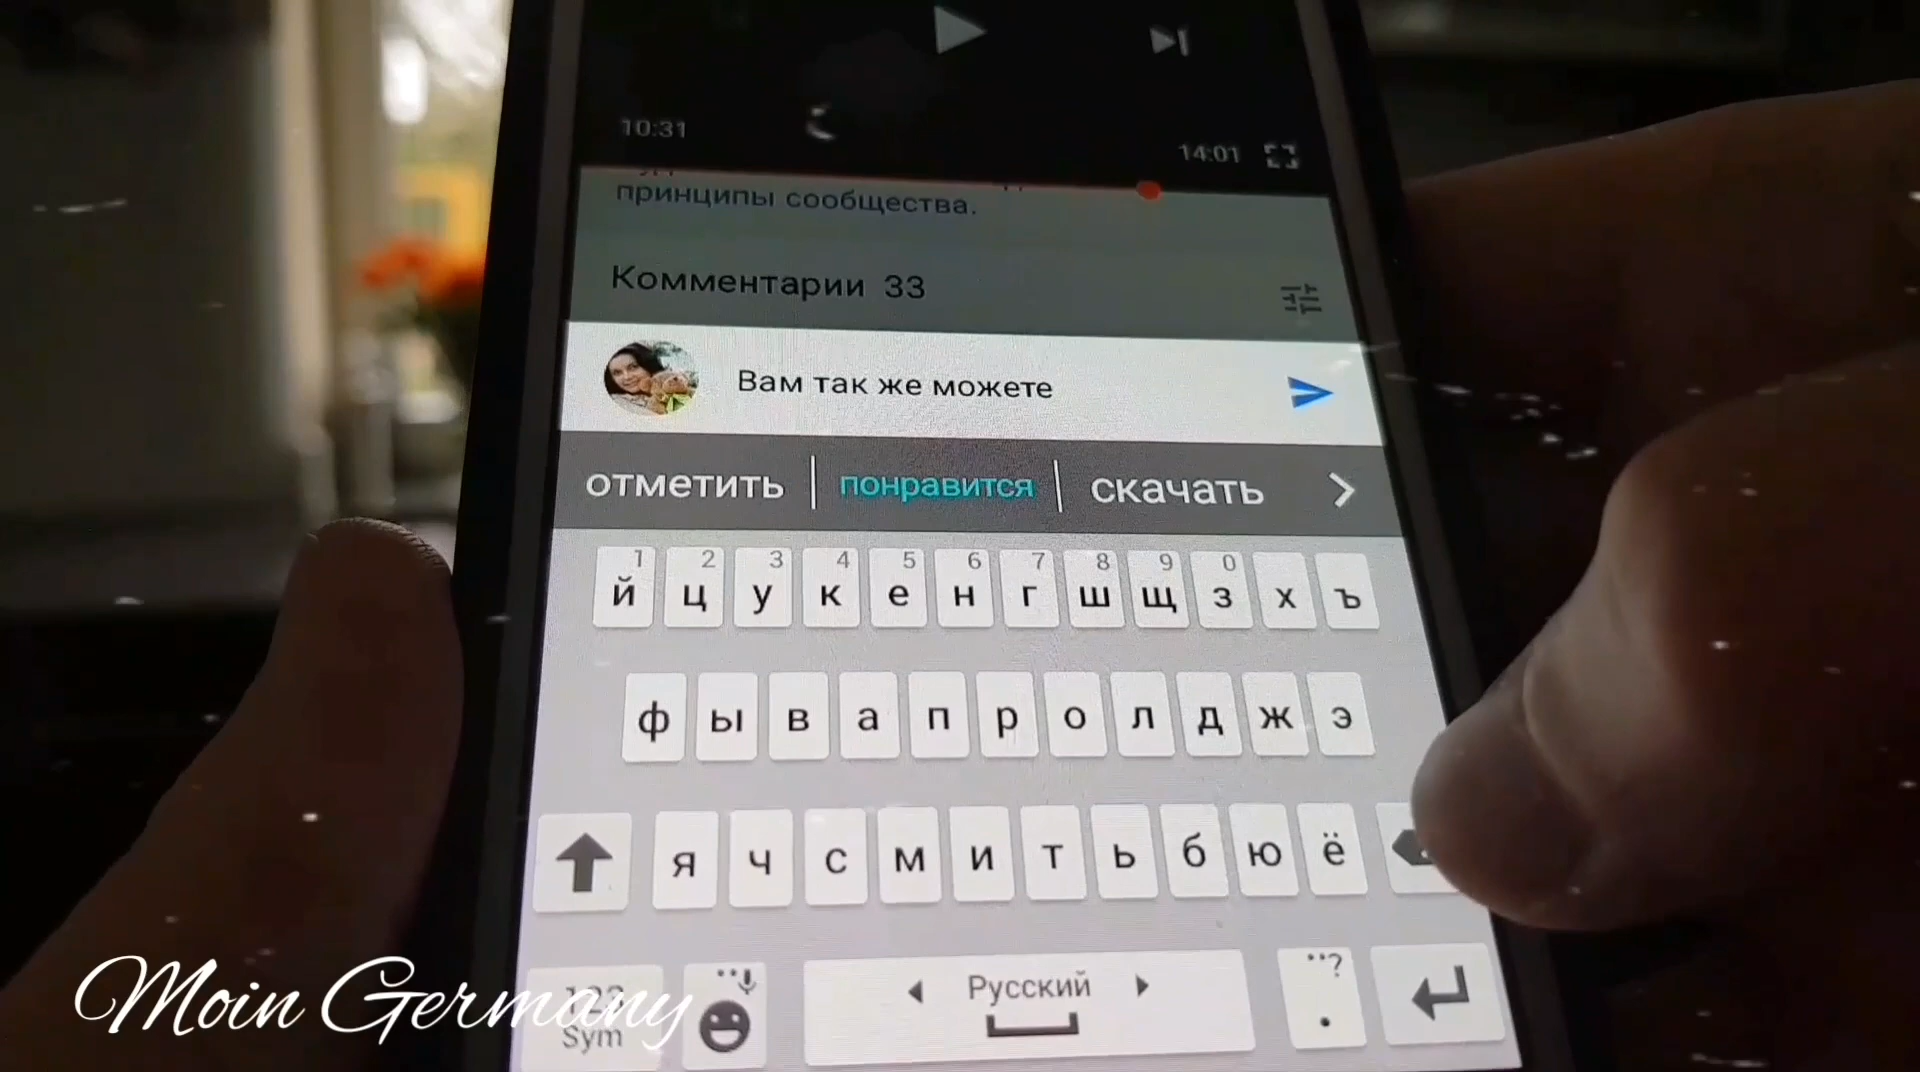 10:31
14:01
принципы сообщества.
Комментарии 33
Вам так же можете
отметить понравится скачать
1 2 3 4 5 6 7 8 9 0
й ц у к е н г ш щ з х ъ
ф ы в а п р о л д ж э
я ч с м и т ь б ю ё
123
Sym
Русский
?
.
Moin Germany